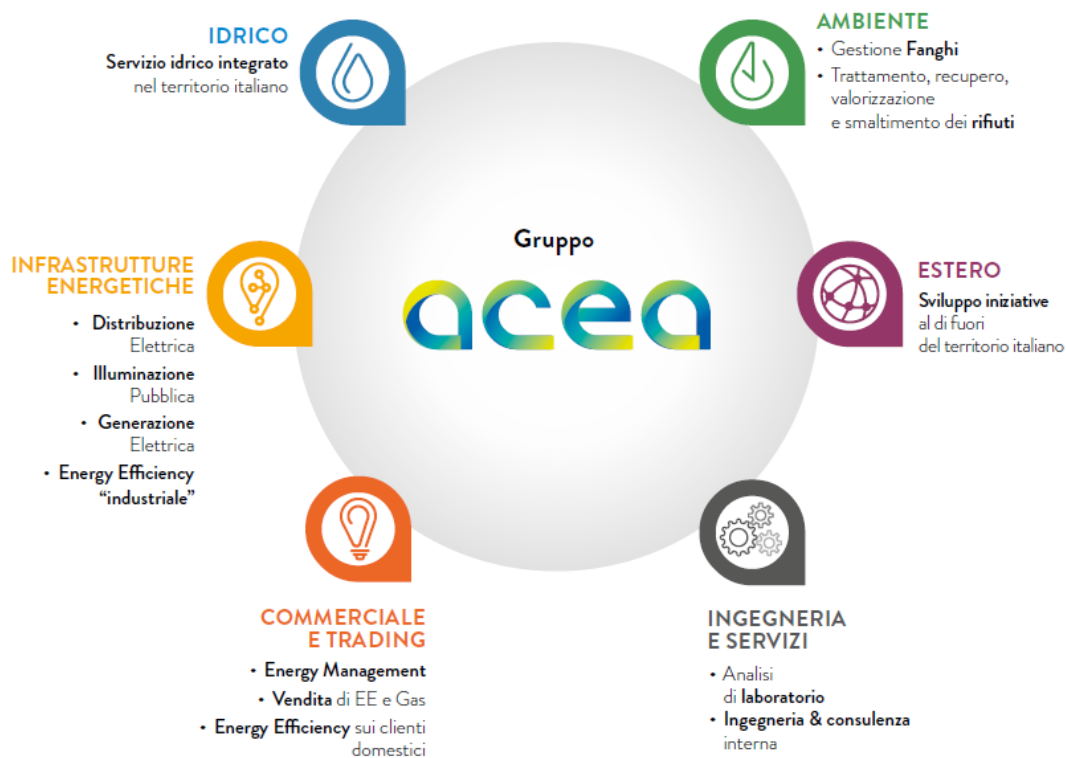 IDRICO
Servizio idrico integrato
nel territorio italiano
AMBIENTE
• Gestione Fanghi
• Trattamento, recupero,
valorizzazione
e smaltimento dei rifiuti
Gruppo
acea
INFRASTRUTTURE
ENERGETICHE
• Distribuzione
Elettrica
• Illuminazione
Pubblica
• Generazione
Elettrica
• Energy Efficiency
“industriale”
ESTERO
Sviluppo iniziative
al di fuori
del territorio italiano
COMMERCIALE
E TRADING
• Energy Management
• Vendita di EE e Gas
• Energy Efficiency sui clienti
domestici
INGEGNERIA
E SERVIZI
• Analisi
di laboratorio
• Ingegneria & consulenza
interna